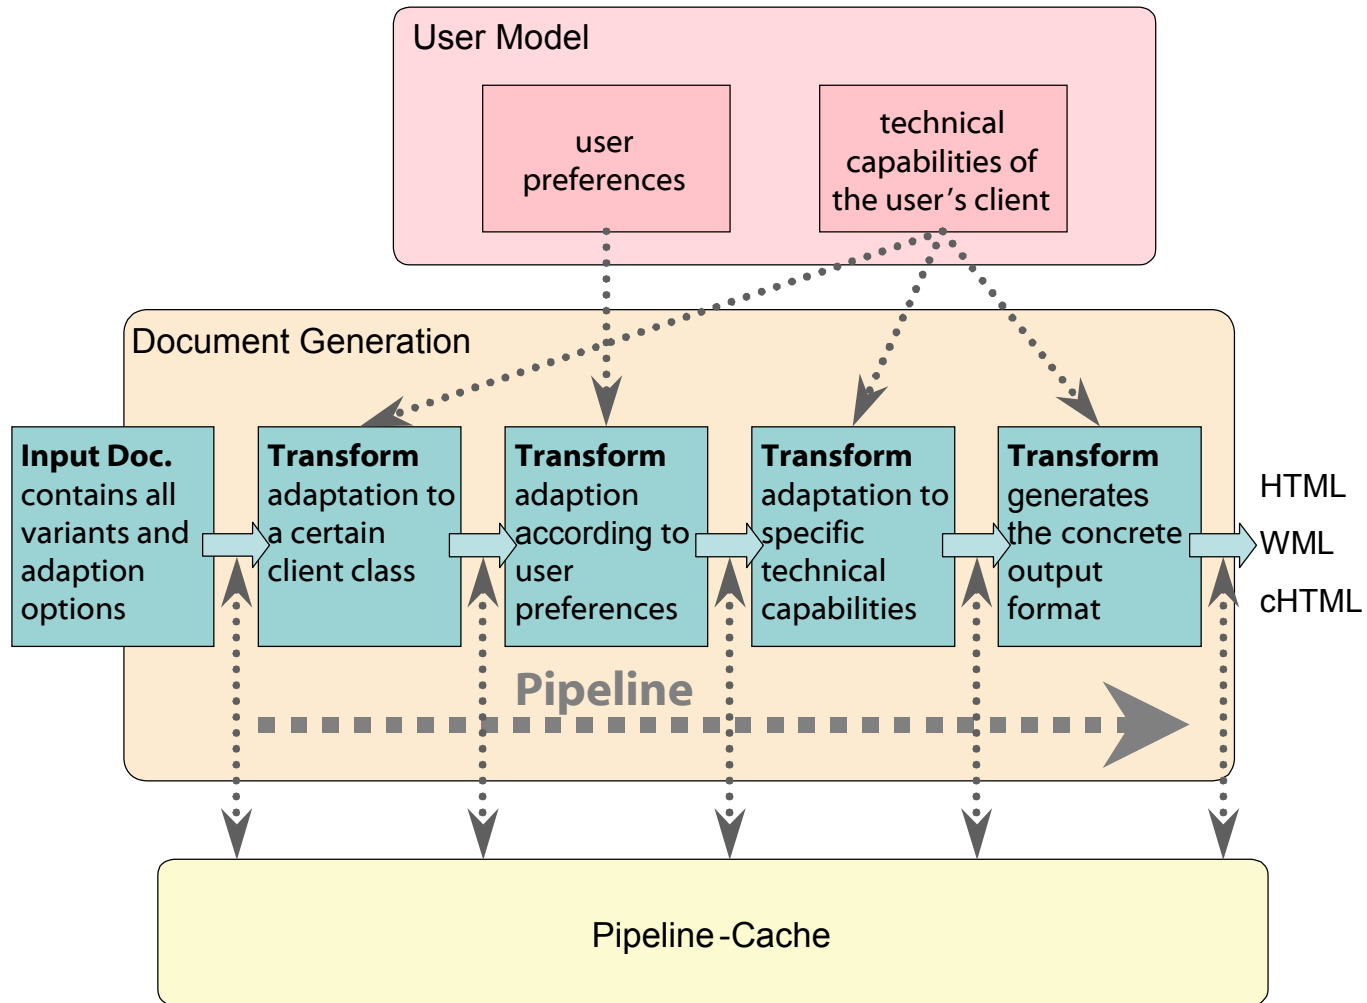 User Model
user
preferences
technical
capabilities of
the user's client
Document Generation
Input Doc.
contains all
variants and
adaption
options
Transform
adaptation to
a certain
client class
Transform
adaption
according to
user
preferences
Transform
adaptation to
specific
technical
capabilities
Transform
generates
the concrete
output
format
HTML
WML
cHTML
Pipeline
Pipeline-Cache